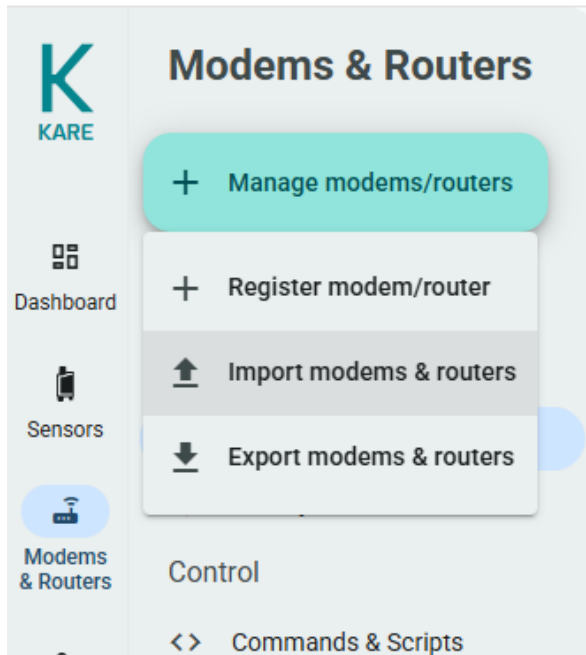 K
KARE
Modems & Routers
Manage modems/routers
Register modem/router
Import modems & routers
Export modems & routers
Dashboard
Sensors
Modems
& Routers
Control
Commands & Scripts